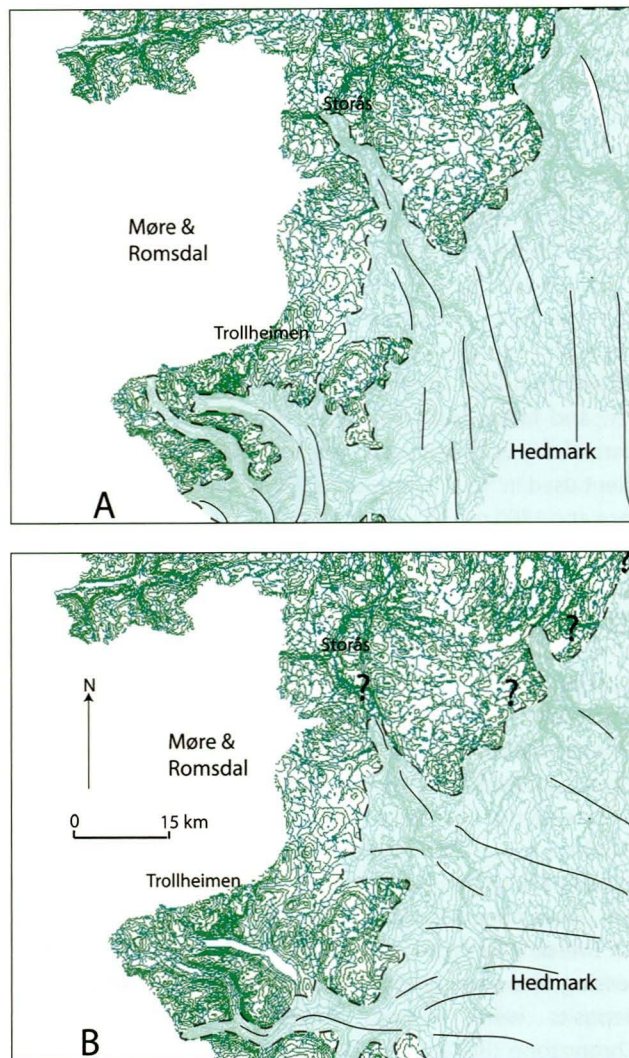 Storås
Møre &
Romsdal
Trollheimen
Hedmark
A
?
?
Storås
?
?
N
Møre &
Romsdal
0 15 km
Trollheimen
Hedmark
B